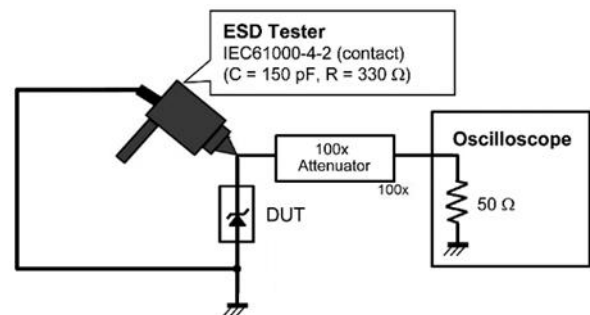 ESD Tester
IEC61000-4-2 (contact)
(C = 150 pF, R = 330 Ω)
100x
Attenuator
100x
Oscilloscope
50 Ω
DUT